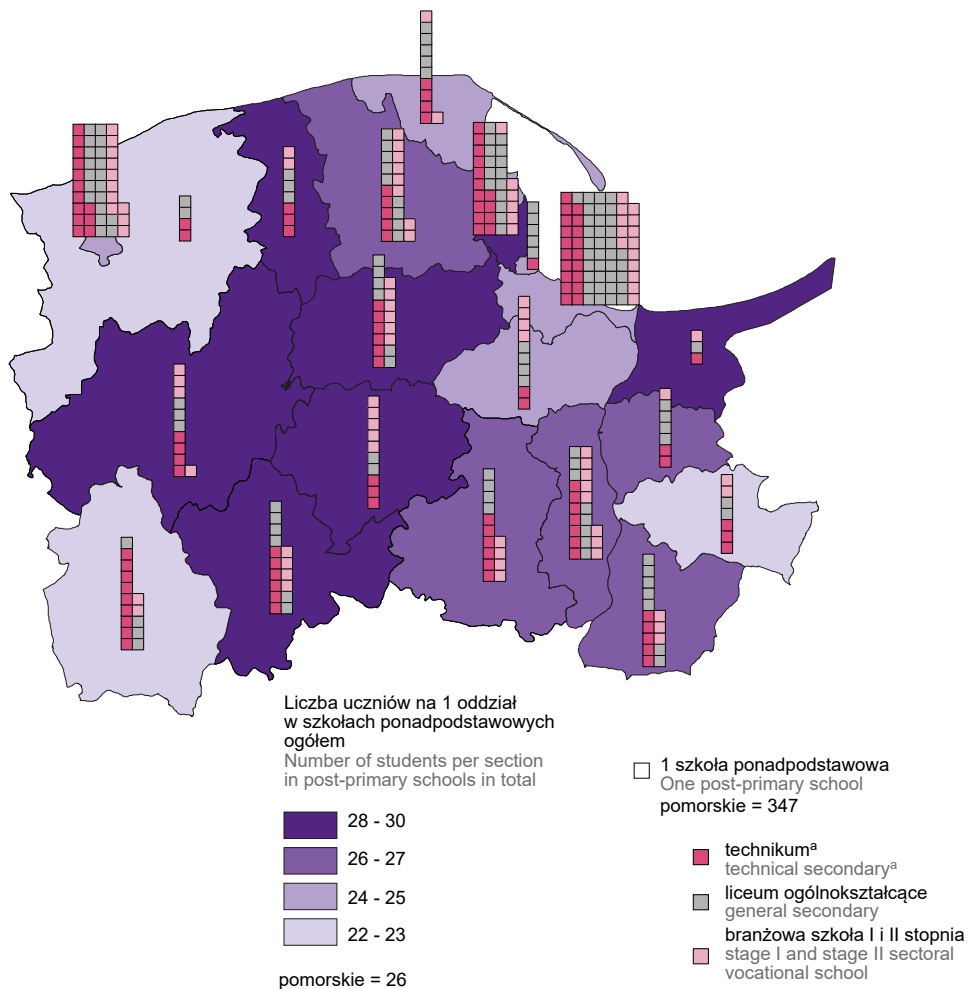 Liczba uczniów na 1 oddział
w szkołach ponadpodstawowych
ogółem
Number of students per section
in post-primary schools in total
28 - 30
26 - 27
24 - 25
22 - 23
pomorskie = 26
1 szkoła ponadpodstawowa
One post-primary school
pomorskie = 347
technikumᵃ
technical secondaryᵃ
liceum ogólnokształcące
general secondary
branżowa szkoła I i II stopnia
stage I and stage II sectoral
vocational school